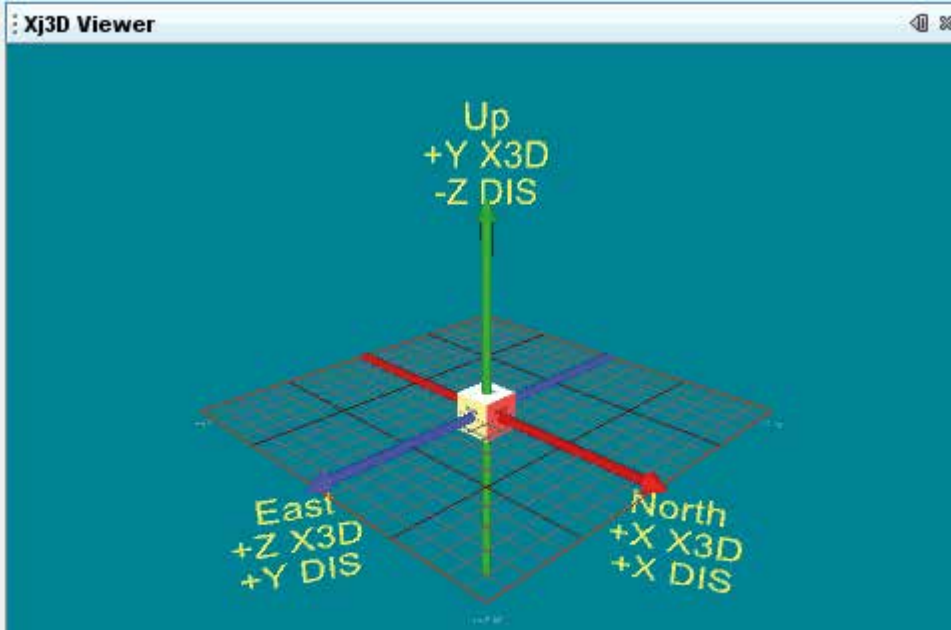 Xj3D Viewer
Up
+Y X3D
-Z DIS
East
+Z X3D
+Y DIS
North
+X X3D
+X DIS